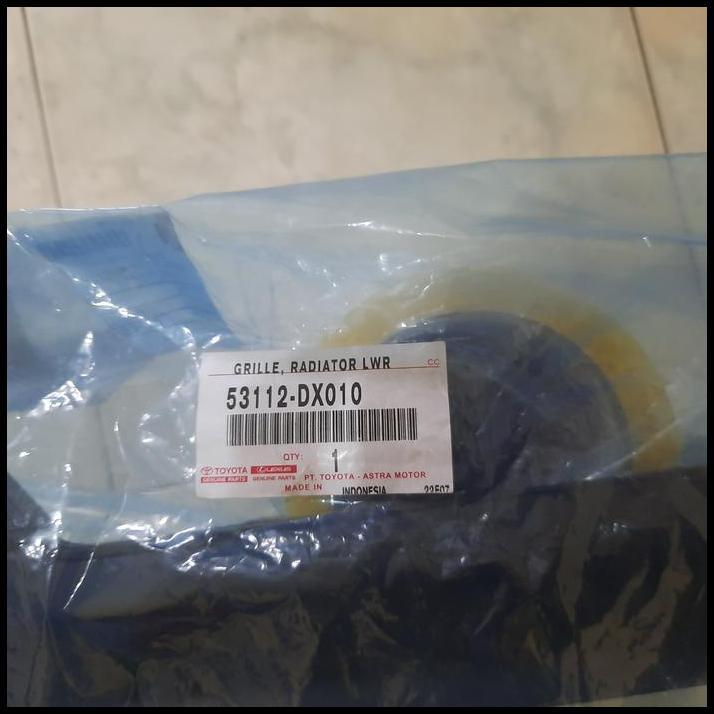 GRILLE, RADIATOR LWR CC
53112-DX010
QTY: 1
TOYOTA LEXUS
GENUINE PARTS GENUINE PARTS PT. TOYOTA - ASTRA MOTOR
MADE IN INDONESIA 22F07